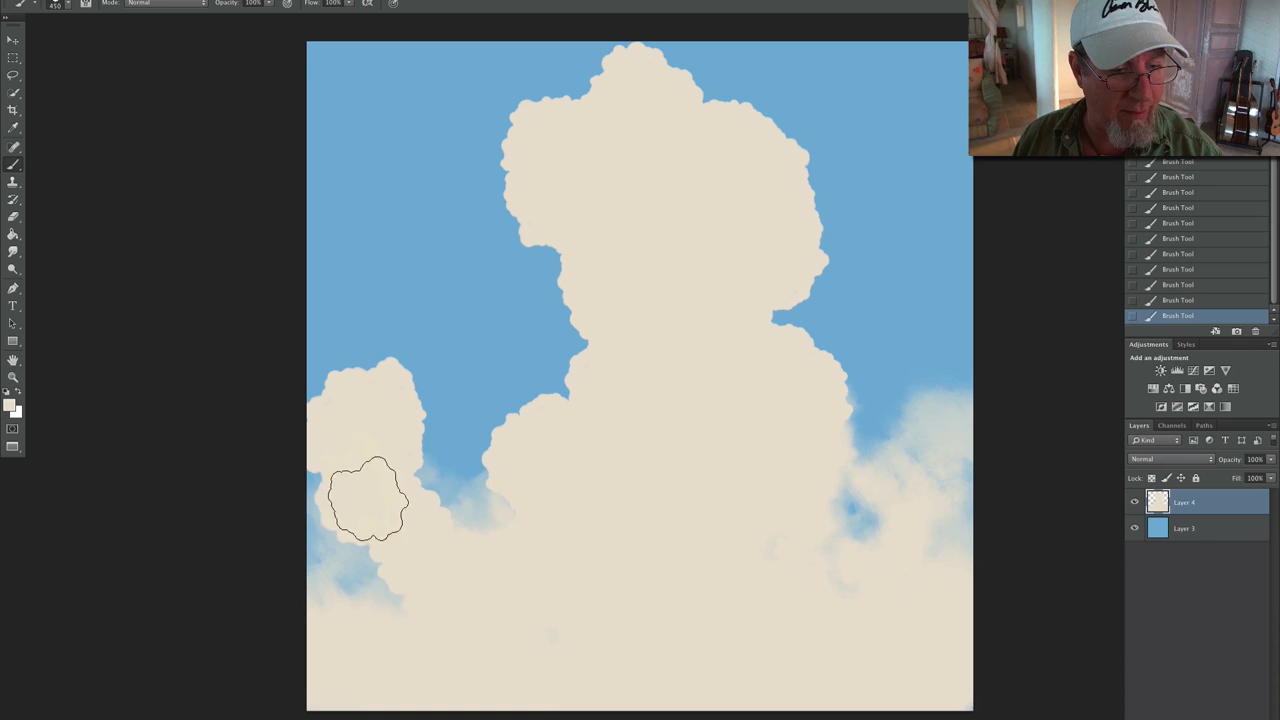 450
Mode:
Normal
Opacity: 100%
Flow: 100%
Brush Tool
Brush Tool
Brush Tool
Brush Tool
Brush Tool
Brush Tool
Brush Tool
Brush Tool
Brush Tool
Brush Tool
Brush Tool
Adjustments Styles
Add an adjustment
Layers Channels Paths
Kind
Normal Opacity: 100%
Lock: Fill: 100%
Layer 4
Layer 3